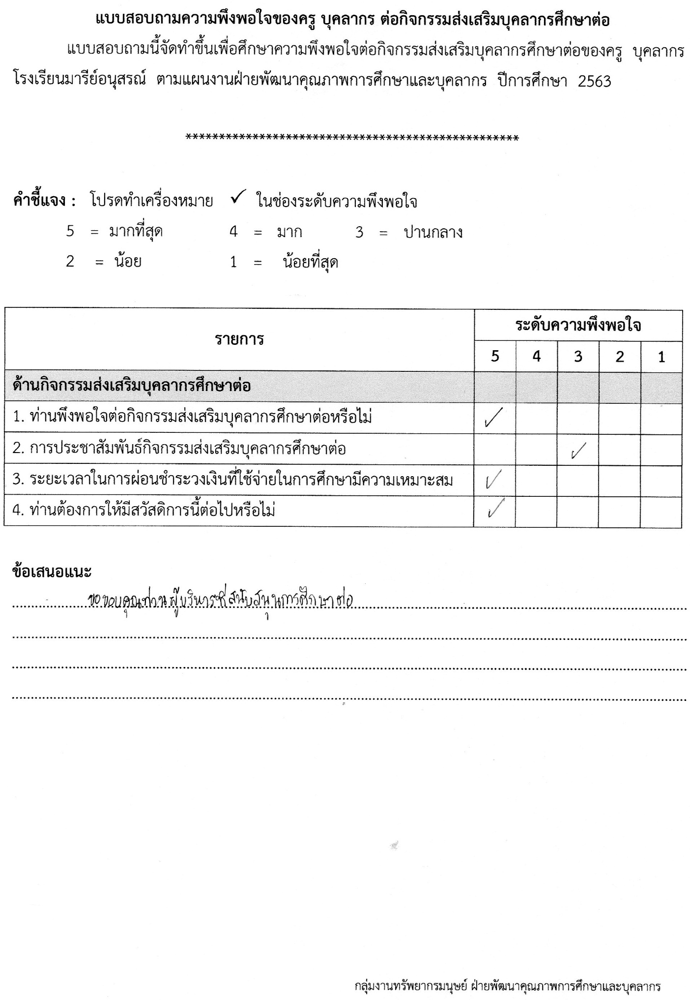 แบบสอบถามความพึงพอใจของครู บุคลากร ต่อกิจกรรมส่งเสริมบุคลากรศึกษาต่อ
แบบสอบถามนี้จัดทำขึ้นเพื่อศึกษาความพึงพอใจต่อกิจกรรมส่งเสริมบุคลากรศึกษาต่อของครู บุคลากร
โรงเรียนมารีย์อนุสรณ์ ตามแผนงานฝ่ายพัฒนาคุณภาพการศึกษาและบุคลากร ปีการศึกษา 2563
**************************************************
คำชี้แจง : โปรดทำเครื่องหมาย ✓ ในช่องระดับความพึงพอใจ
5 = มากที่สุด 4 = มาก 3 = ปานกลาง
2 = น้อย 1 = น้อยที่สุด
รายการ ระดับความพึงพอใจ
5 4 3 2 1
ด้านกิจกรรมส่งเสริมบุคลากรศึกษาต่อ
1. ท่านพึงพอใจต่อกิจกรรมส่งเสริมบุคลากรศึกษาต่อหรือไม่ ✓
2. การประชาสัมพันธ์กิจกรรมส่งเสริมบุคลากรศึกษาต่อ ✓
3. ระยะเวลาในการผ่อนชำระวงเงินที่ใช้จ่ายในการศึกษามีความเหมาะสม ✓
4. ท่านต้องการให้มีสวัสดิการนี้ต่อไปหรือไม่ ✓
ข้อเสนอแนะ
ขอขอบคุณท่านผู้บริหารที่สนับสนุนการศึกษาต่อ
กลุ่มงานทรัพยากรมนุษย์ ฝ่ายพัฒนาคุณภาพการศึกษาและบุคลากร